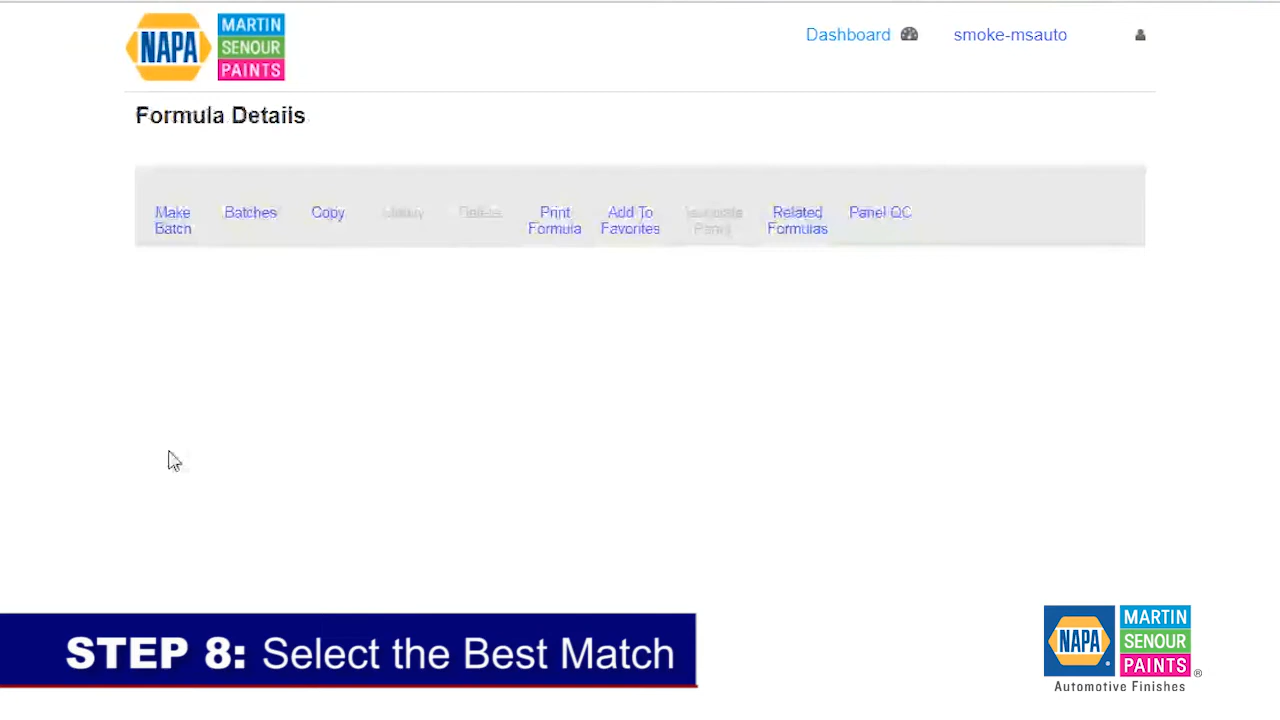 NAPA
MARTIN
SENOUR
PAINTS
Dashboard
smoke-msauto
Formula Details
Make Batch
Batches
Copy
Print Formula
Add To Favorites
Panel
Related Formulas
Panel QC
STEP 8: Select the Best Match
NAPA
MARTIN
SENOUR
PAINTS ®
Automotive Finishes